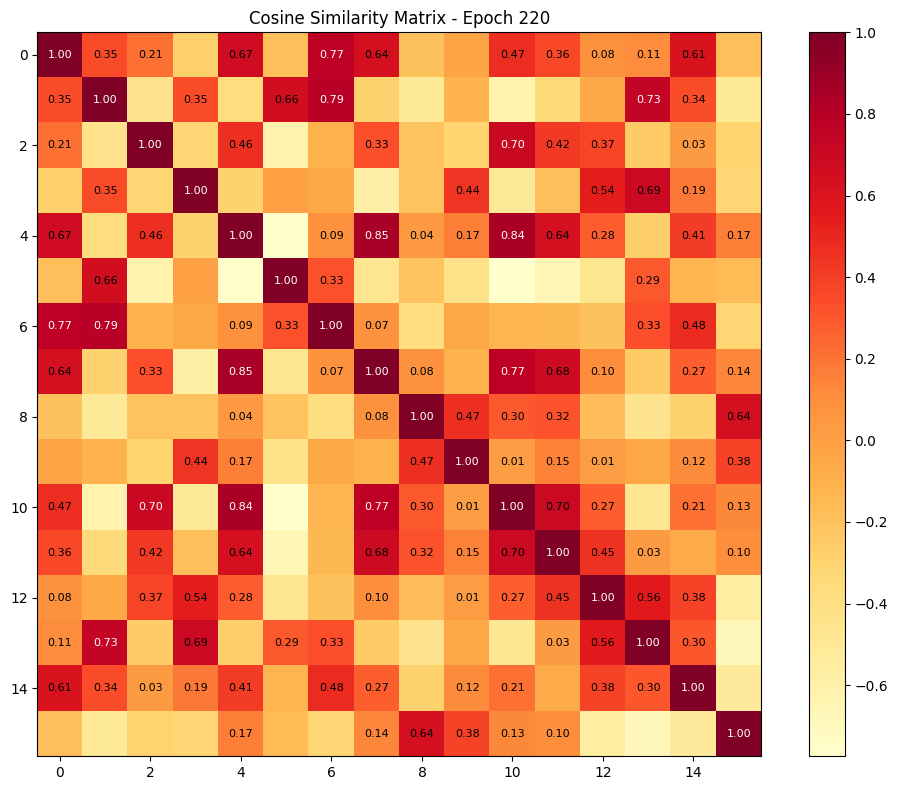 Cosine Similarity Matrix - Epoch 220
0 1.00 0.35 0.21 0.67 0.77 0.64 0.47 0.36 0.08 0.11 0.61
0.35 1.00 0.35 0.66 0.79 0.73 0.34
2 0.21 1.00 0.46 0.33 0.70 0.42 0.37 0.03
0.35 1.00 0.44 0.54 0.69 0.19
4 0.67 0.46 1.00 0.09 0.85 0.04 0.17 0.84 0.64 0.28 0.41 0.17
0.66 1.00 0.33 0.29
6 0.77 0.79 0.09 0.33 1.00 0.07 0.33 0.48
0.64 0.33 0.85 0.07 1.00 0.08 0.77 0.68 0.10 0.27 0.14
8 0.04 0.08 1.00 0.47 0.30 0.32 0.64
0.44 0.17 0.47 1.00 0.01 0.15 0.01 0.12 0.38
10 0.47 0.70 0.84 0.77 0.30 0.01 1.00 0.70 0.27 0.21 0.13
0.36 0.42 0.64 0.68 0.32 0.15 0.70 1.00 0.45 0.03 0.10
12 0.08 0.37 0.54 0.28 0.10 0.01 0.27 0.45 1.00 0.56 0.38
0.11 0.73 0.69 0.29 0.33 0.03 0.56 1.00 0.30
14 0.61 0.34 0.03 0.19 0.41 0.48 0.27 0.12 0.21 0.38 0.30 1.00
0.17 0.14 0.64 0.38 0.13 0.10 1.00
0 2 4 6 8 10 12 14
1.0
0.8
0.6
0.4
0.2
0.0
−0.2
−0.4
−0.6